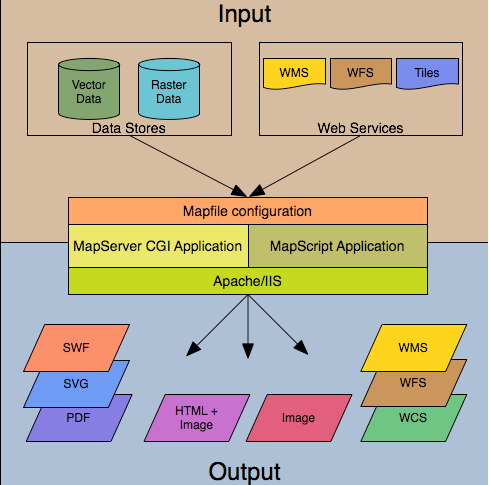 Input
Vector
Data
Raster
Data
Data Stores
WMS
WFS
Tiles
Web Services
Mapfile configuration
MapServer CGI Application
MapScript Application
Apache/IIS
SWF
SVG
PDF
HTML +
Image
Image
WMS
WFS
WCS
Output